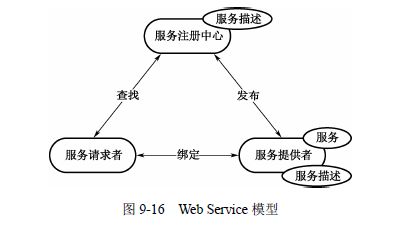 服务描述
服务注册中心
查找
发布
服务
服务请求者
绑定
服务提供者
服务描述
图 9-16 Web Service 模型